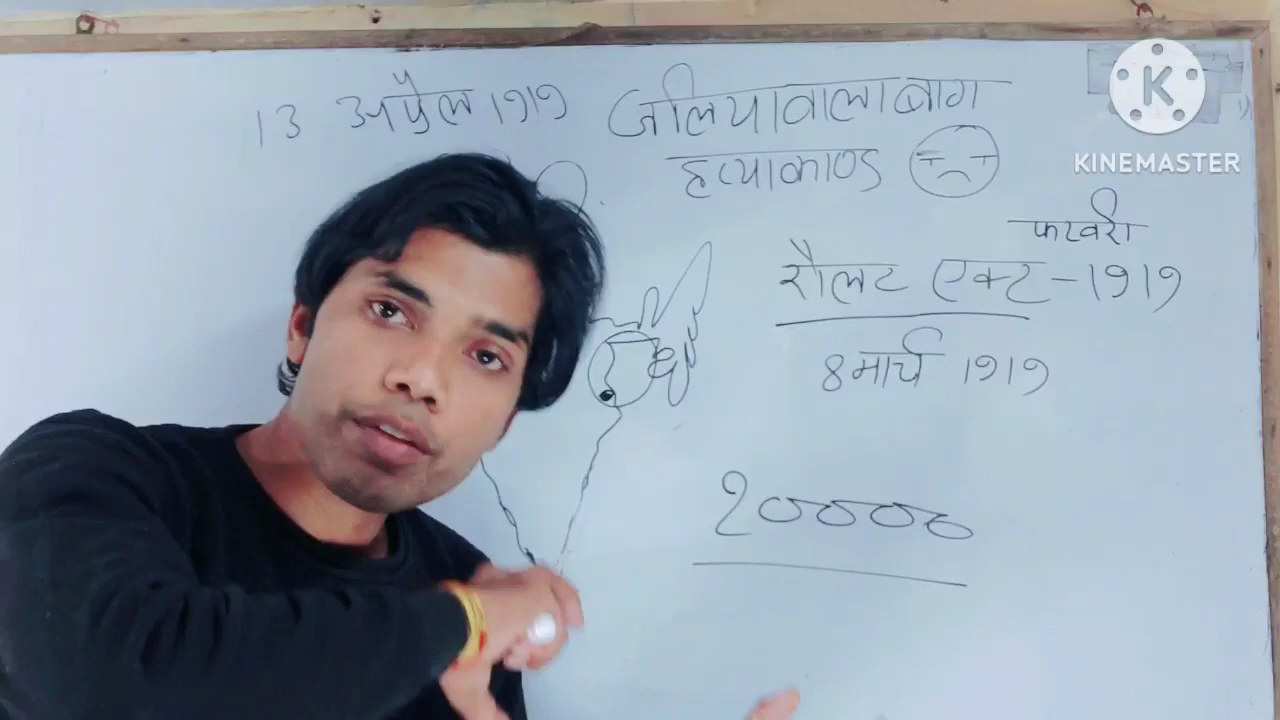 13 अप्रैल 1919 जलियावाला बाग
हत्याकाण्ड
फरवरी
रौलट एक्ट - 1919
8 मार्च 1919
20000
K
KINEMASTER